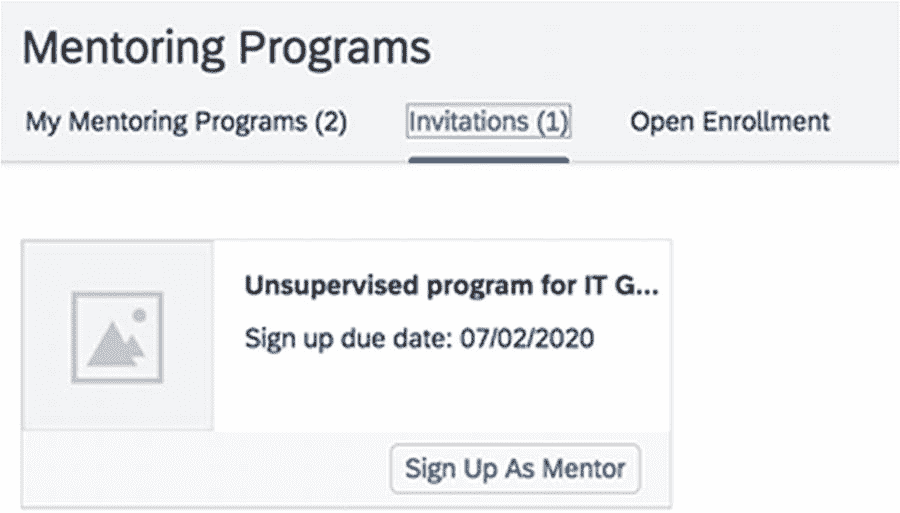 Mentoring Programs
My Mentoring Programs (2) Invitations (1) Open Enrollment
Unsupervised program for IT G...
Sign up due date: 07/02/2020
Sign Up As Mentor